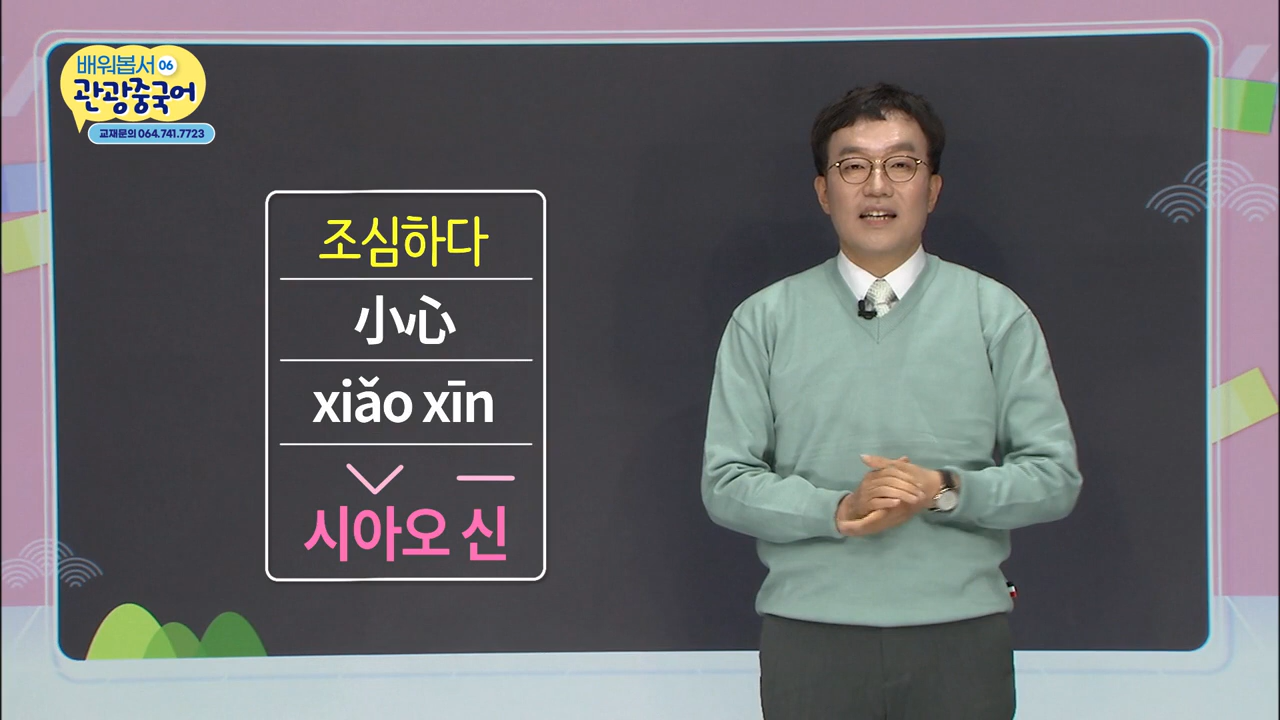 배워봅서 06
관광중국어
교재문의 064.741.7723
조심하다
小心
xiǎo xīn
시아오 신